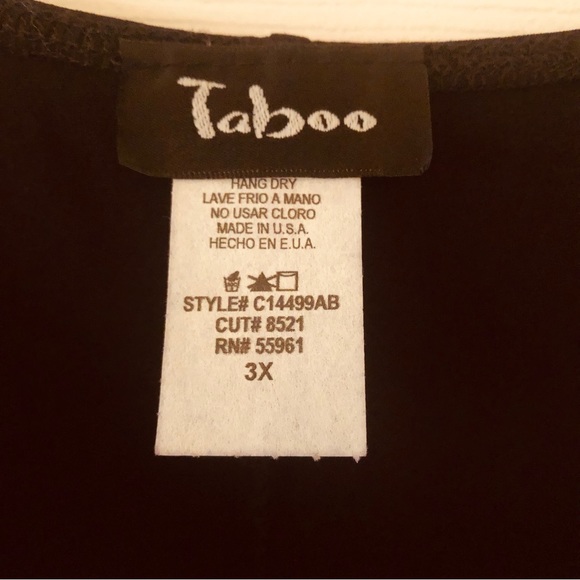 Taboo
HANG DRY
LAVE FRIO A MANO
NO USAR CLORO
MADE IN U.S.A.
HECHO EN E.U.A.
STYLE# C14499AB
CUT# 8521
RN# 55961
3X